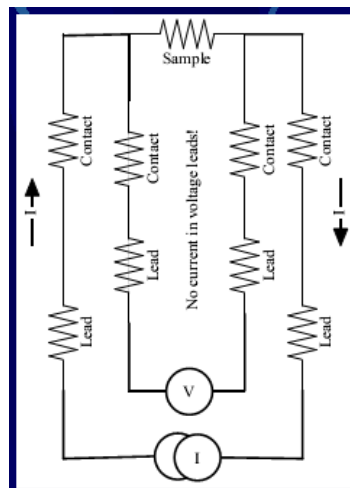 Sample
Contact
Contact
Contact
Contact
No current in voltage leads!
I
I
Lead
Lead
Lead
Lead
V
I